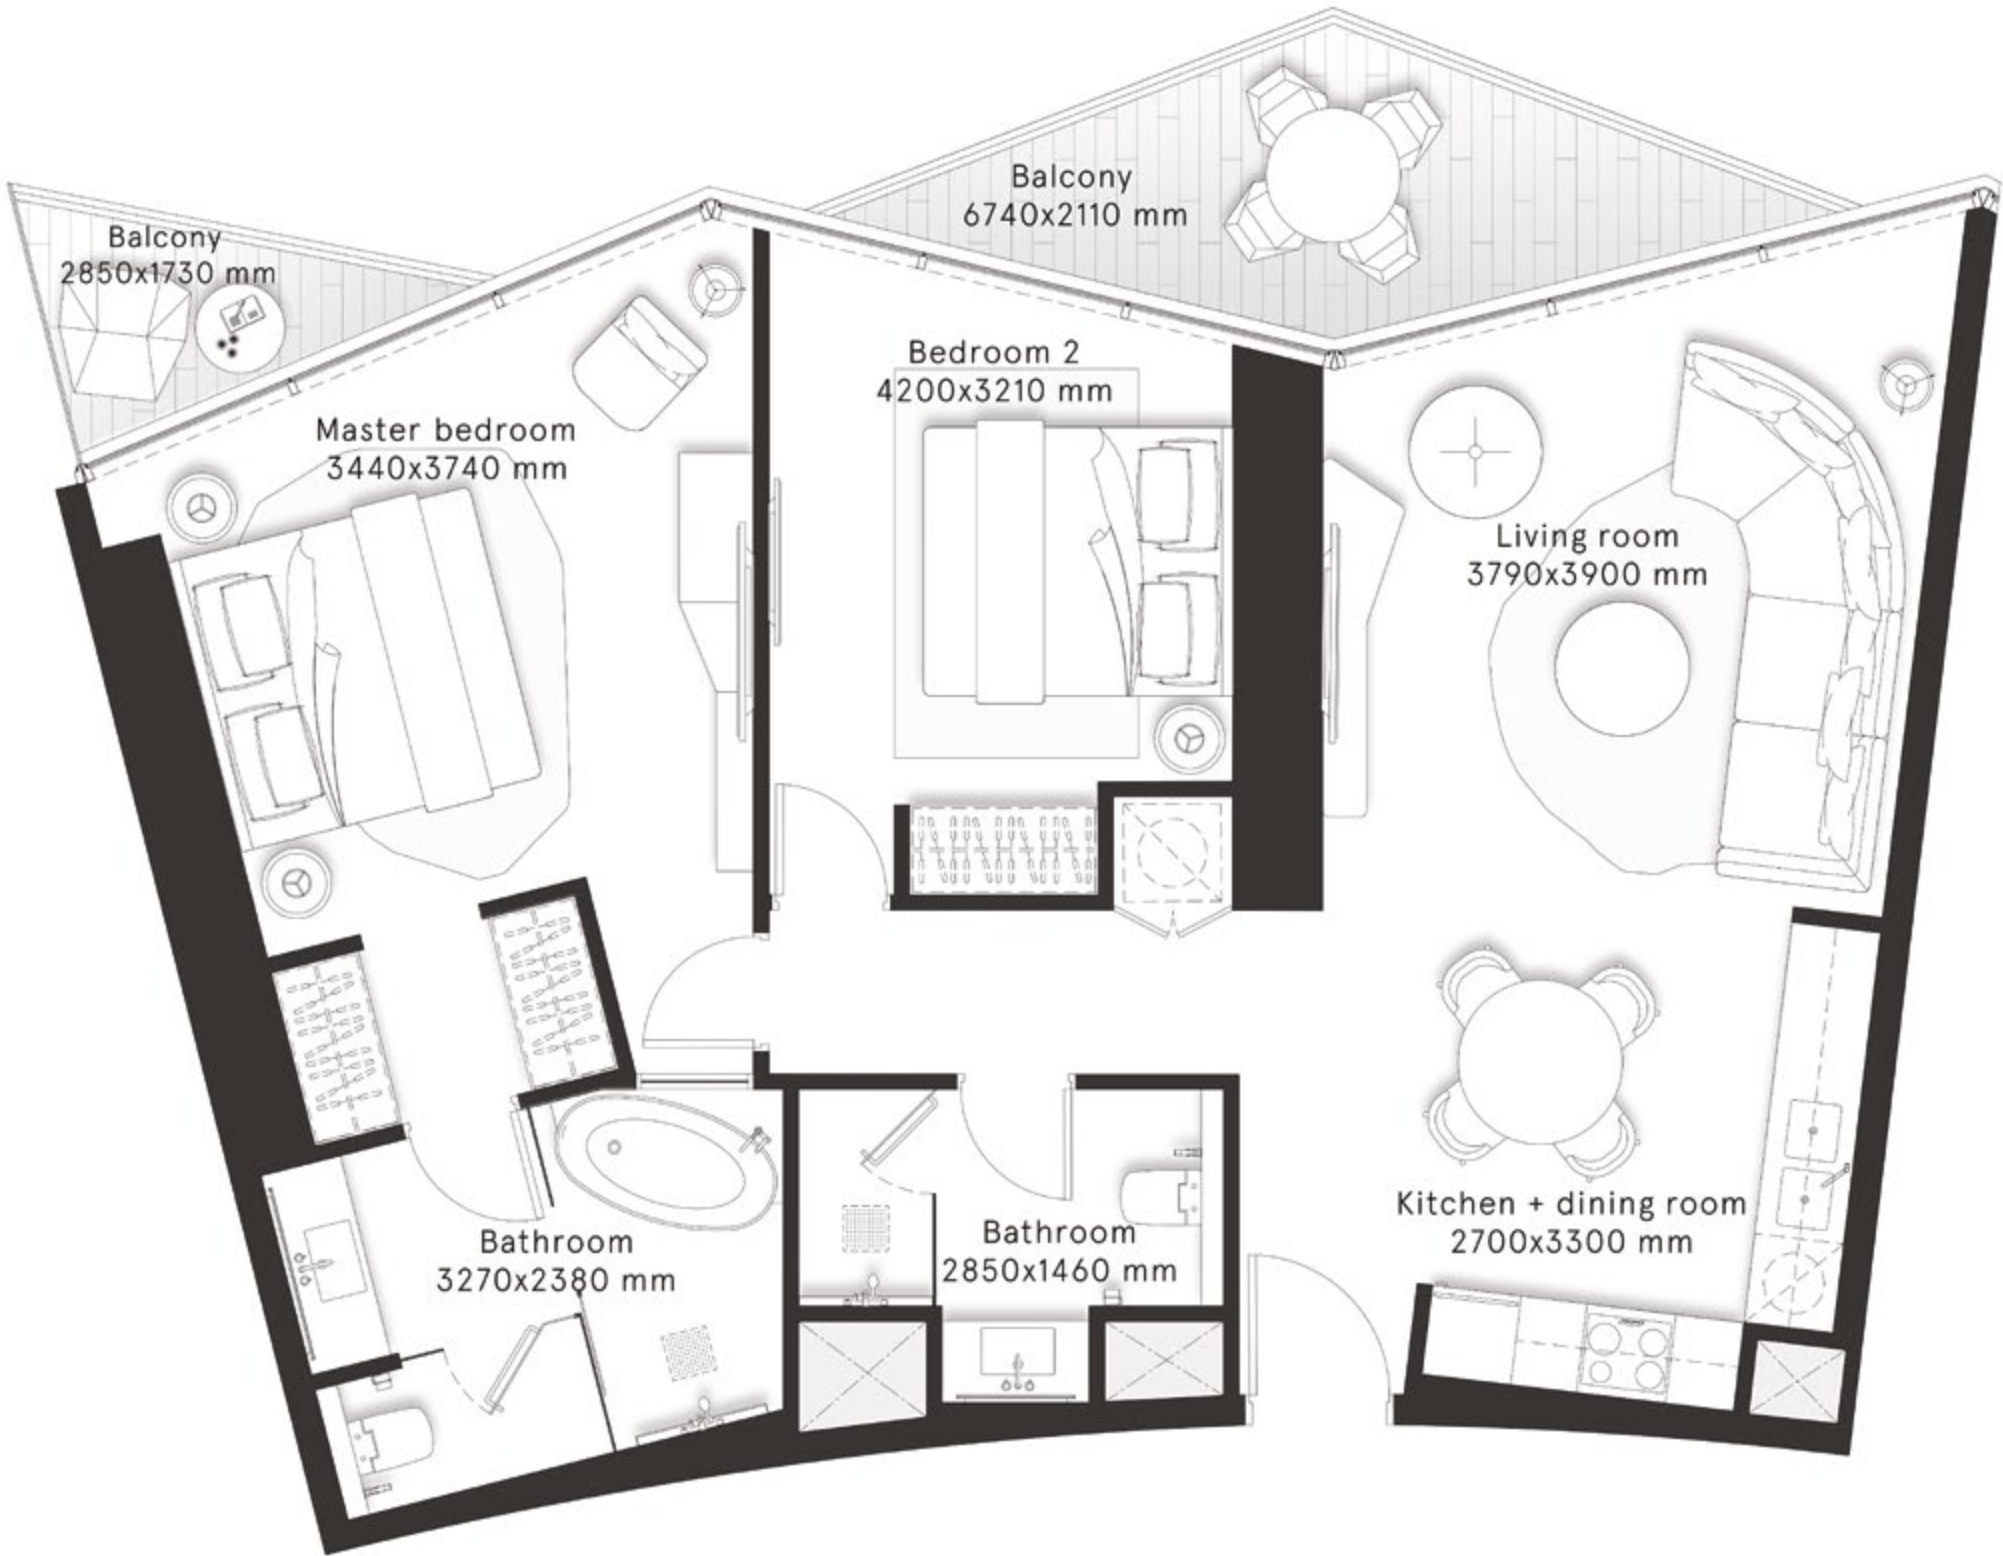 Balcony
6740x2110 mm
Balcony
2850x1730 mm
Bedroom 2
4200x3210 mm
Master bedroom
3440x3740 mm
Living room
3790x3900 mm
Kitchen + dining room
2700x3300 mm
Bathroom
3270x2380 mm
Bathroom
2850x1460 mm